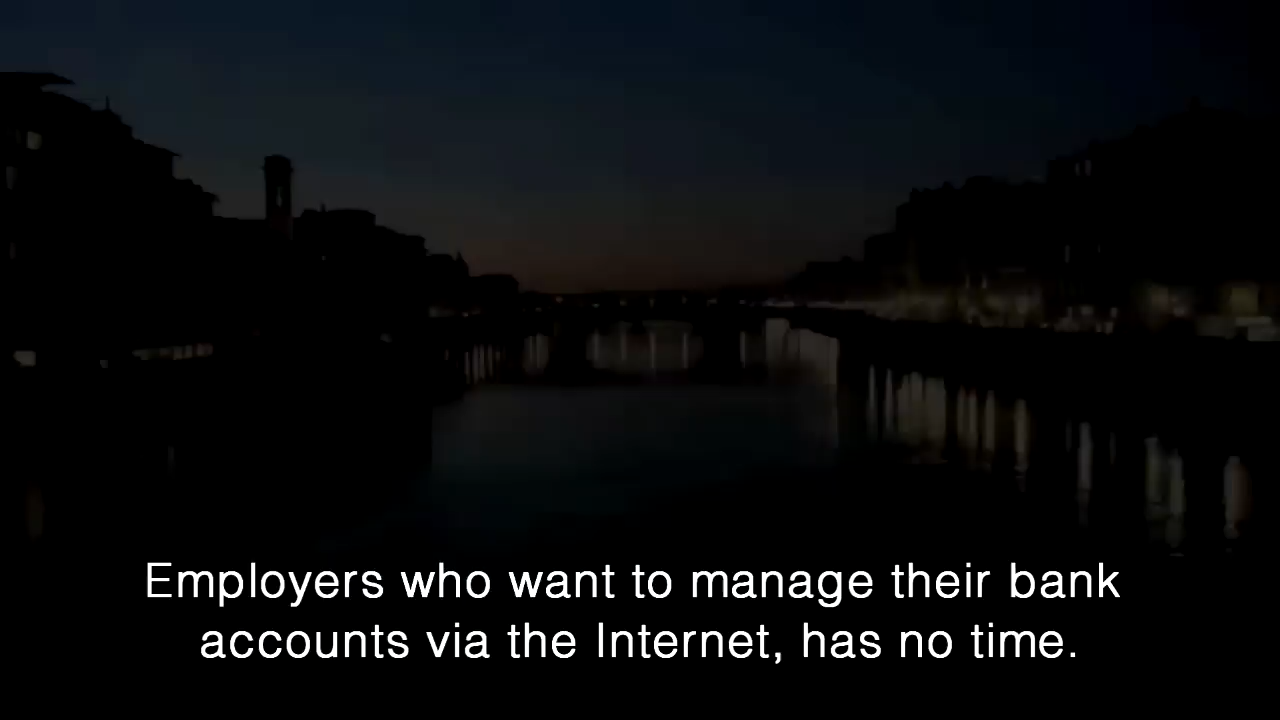 Employers who want to manage their bank
accounts via the Internet, has no time.